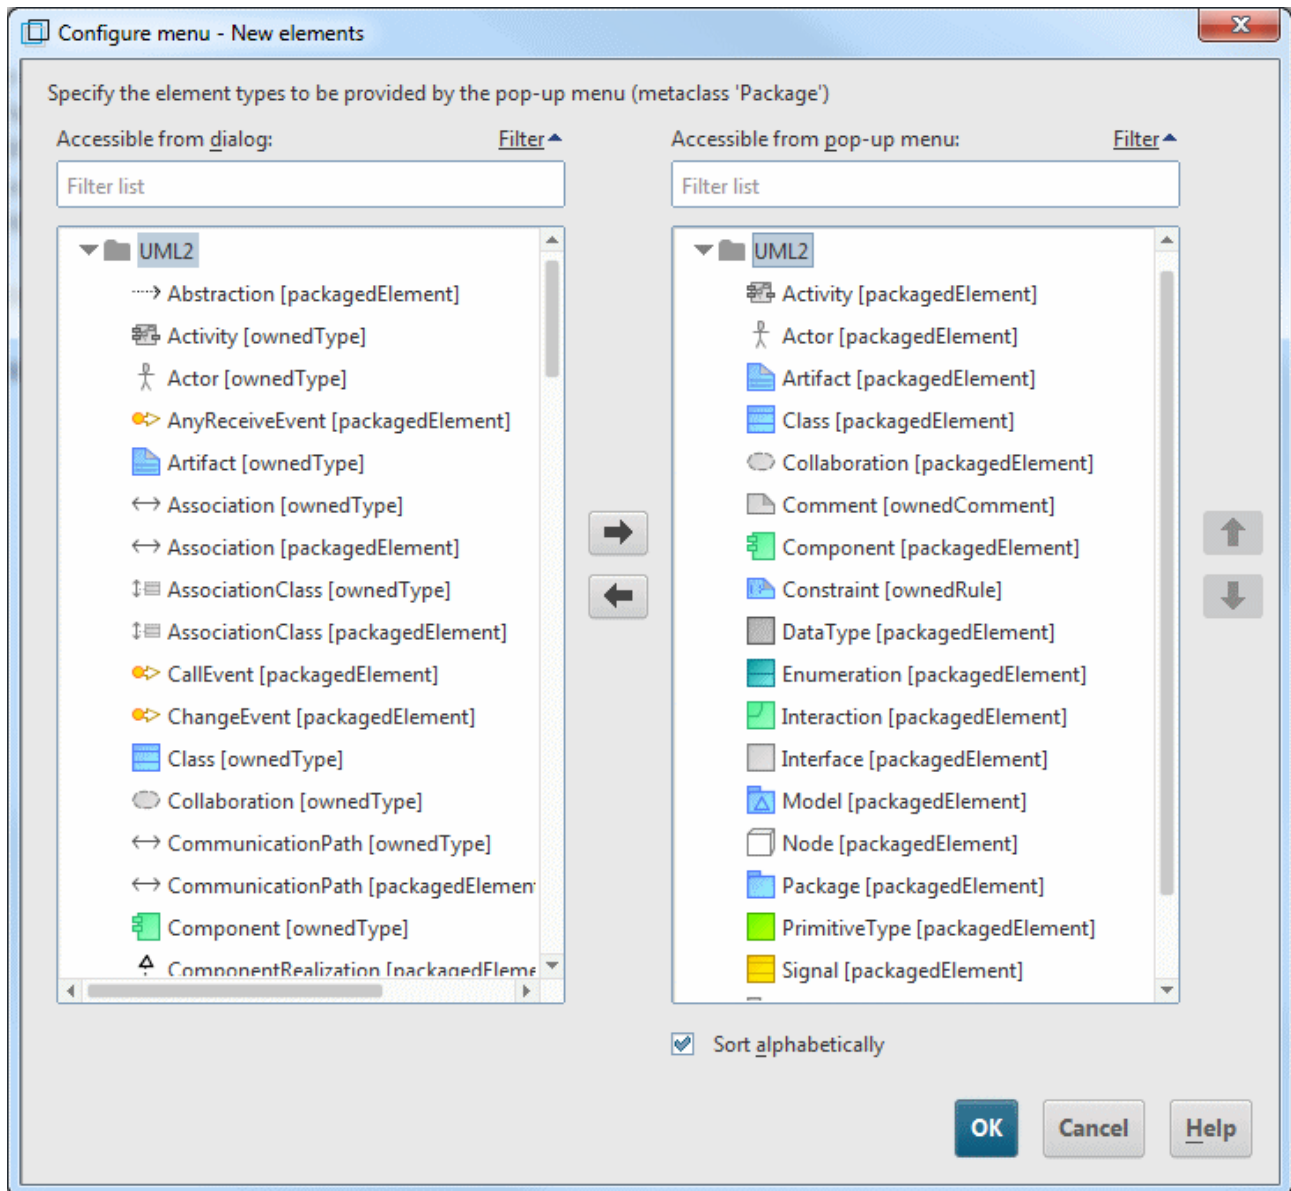 Configure menu - New elements
X
Specify the element types to be provided by the pop-up menu (metaclass 'Package')
Accessible from dialog:
Filter
Filter list
UML2
Abstraction [packagedElement]
Activity [ownedType]
Actor [ownedType]
AnyReceiveEvent [packagedElement]
Artifact [ownedType]
Association [ownedType]
Association [packagedElement]
AssociationClass [ownedType]
AssociationClass [packagedElement]
CallEvent [packagedElement]
ChangeEvent [packagedElement]
Class [ownedType]
Collaboration [ownedType]
CommunicationPath [ownedType]
CommunicationPath [packagedElemen
Component [ownedType]
ComponentRealization [packagedEleme
Accessible from pop-up menu:
Filter
Filter list
UML2
Activity [packagedElement]
Actor [packagedElement]
Artifact [packagedElement]
Class [packagedElement]
Collaboration [packagedElement]
Comment [ownedComment]
Component [packagedElement]
Constraint [ownedRule]
DataType [packagedElement]
Enumeration [packagedElement]
Interaction [packagedElement]
Interface [packagedElement]
Model [packagedElement]
Node [packagedElement]
Package [packagedElement]
PrimitiveType [packagedElement]
Signal [packagedElement]
Sort alphabetically
OK
Cancel
Help